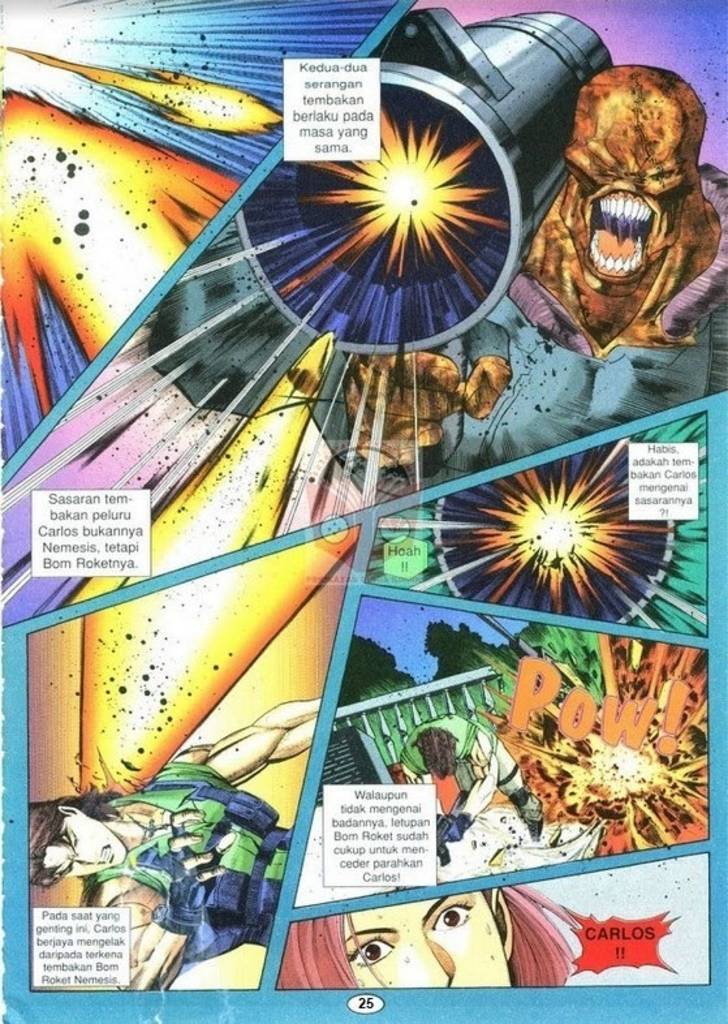 Kedua-dua
serangan
tembakan
berlaku pada
masa yang
sama.
Sasaran tem-
bakan peluru
Carlos bukannya
Nemesis, tetapi
Bom Roketnya.
Habis,
adakah tem-
bakan Carlos
mengenai
sasarannya
?!
Hoah
!!
Pada saat yang
genting ini, Carlos
berjaya mengelak
daripada terkena
tembakan Bom
Roket Nemesis.
Pow!
Walaupun
tidak mengenai
badannya, letupan
Bom Roket sudah
cukup untuk men-
ceder parahkan
Carlos!
CARLOS
!!
25